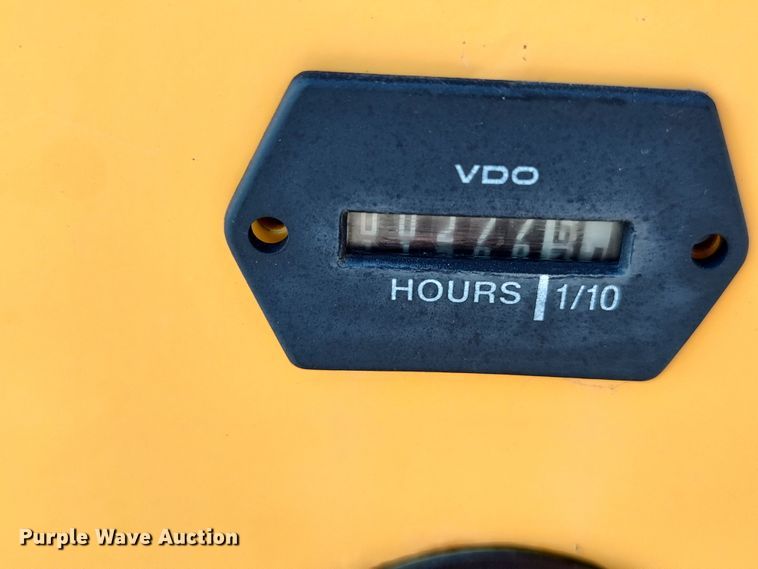 VDO
HOURS 1/10
Purple Wave Auction